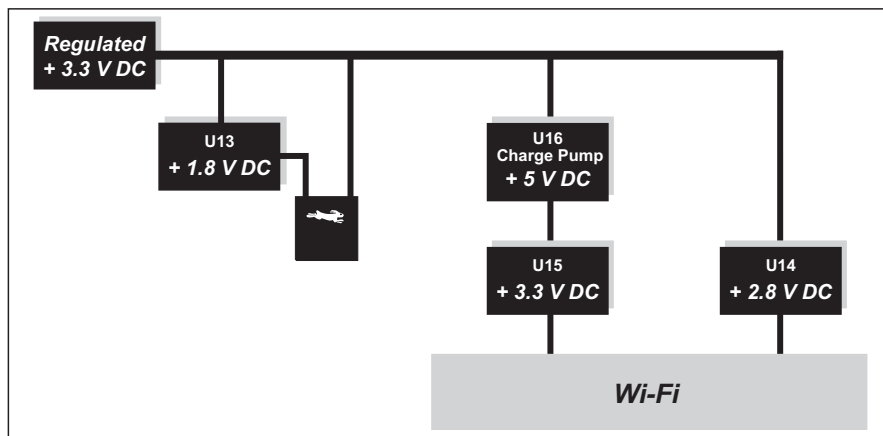 Regulated
+ 3.3 V DC
U13
+ 1.8 V DC
U16
Charge Pump
+ 5 V DC
U15
+ 3.3 V DC
U14
+ 2.8 V DC
Wi-Fi